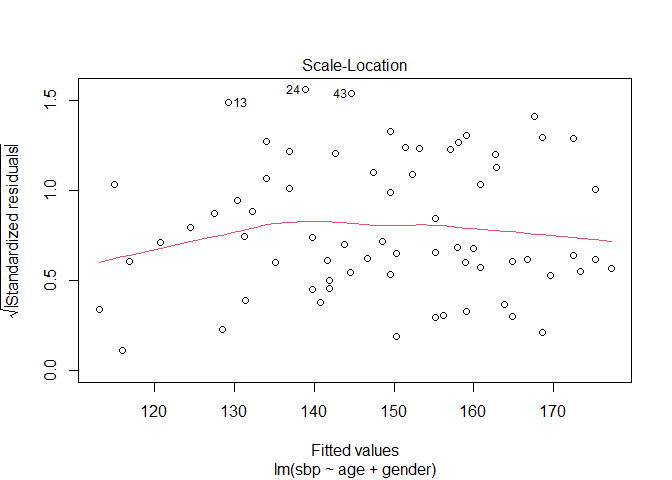 Scale-Location
13
24
43
√|Standardized residuals|
1.5
1.0
0.5
0.0
120 130 140 150 160 170
Fitted values
lm(sbp ~ age + gender)